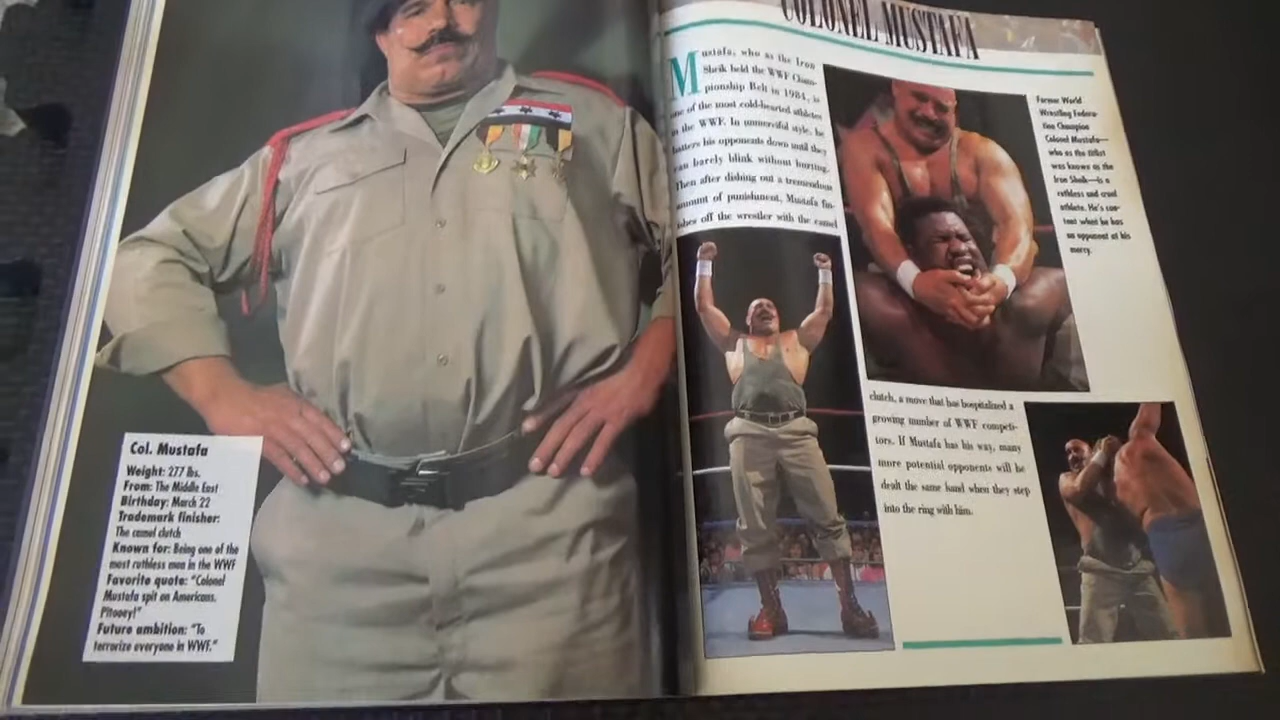 Col. Mustafa
Weight: 277 lbs.
From: The Middle East
Birthday: March 22
Trademark finisher:
The camel clutch
Known for: Being one of the
most ruthless men in the WWF
Favorite quote: "Colonel
Mustafa spit on Americans.
Pitooey!"
Future ambition: "To
terrorize everyone in WWF."
COLONEL MUSTAFA
Mustafa, who as the Iron
Sheik held the WWF Cham-
pionship Belt in 1984, is
one of the most cold-hearted athletes
in the WWF. In unmerciful style, he
batters his opponents down until they
can barely blink without hurting.
Then after dishing out a tremendous
amount of punishment, Mustafa fin-
ishes off the wrestler with the camel
clutch, a move that has hospitalized a
growing number of WWF competi-
tors. If Mustafa has his way, many
more potential opponents will be
dealt the same hand when they step
into the ring with him.
Former World
Wrestling Federa-
tion Champion
Colonel Mustafa—
who at the
was known as the
Iron Sheik—is a
ruthless and cruel
athlete. He's con-
tent when he has
an opponent at his
mercy.